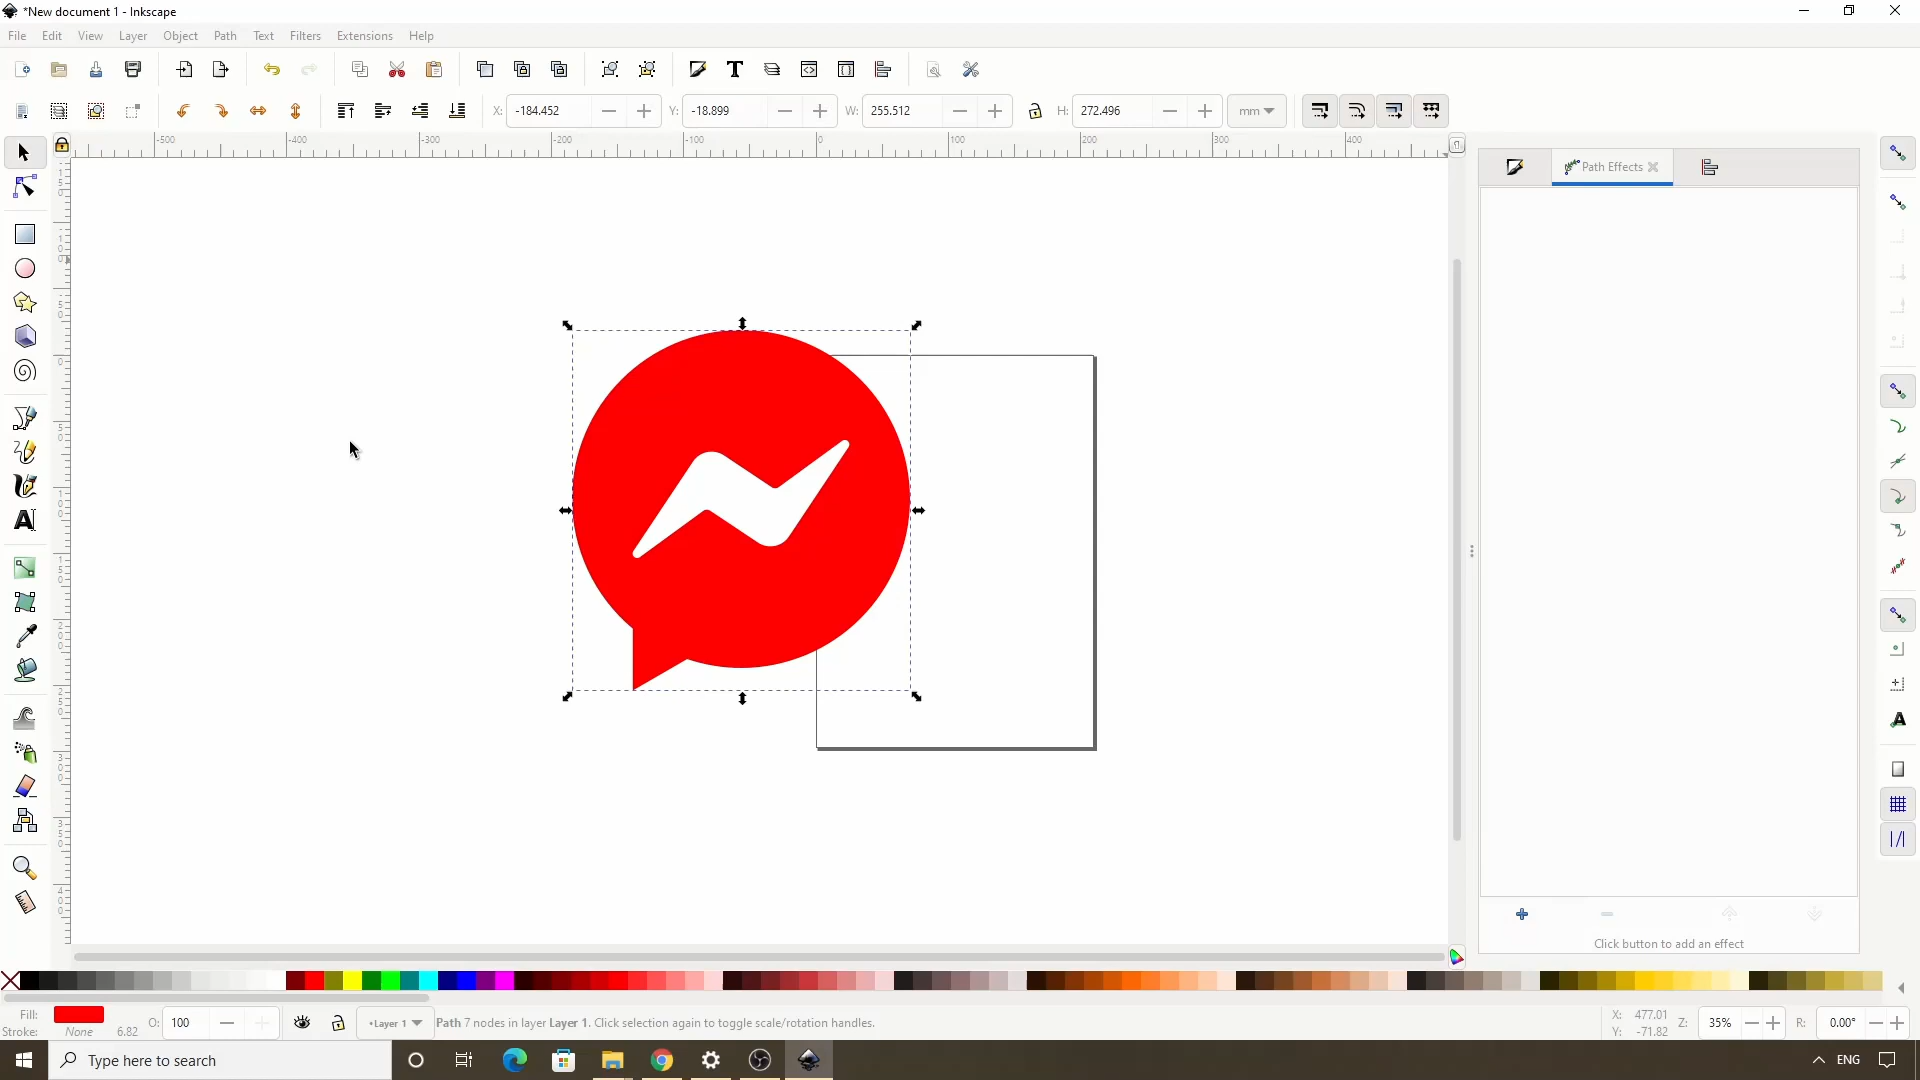 *New document 1 - Inkscape
File Edit View Layer Object Path Text Filters Extensions Help
X: -184.452 Y: -18.899 W: 255.512 H: 272.496 mm
-500 -400 -300 -200 -100 0 100 200 300 400
Path Effects
Click button to add an effect
Fill:
Stroke: None 6.82
O: 100
•Layer 1
Path 7 nodes in layer Layer 1. Click selection again to toggle scale/rotation handles.
X: 477.01
Y: -71.82
Z: 35%
R: 0.00°
Type here to search
ENG